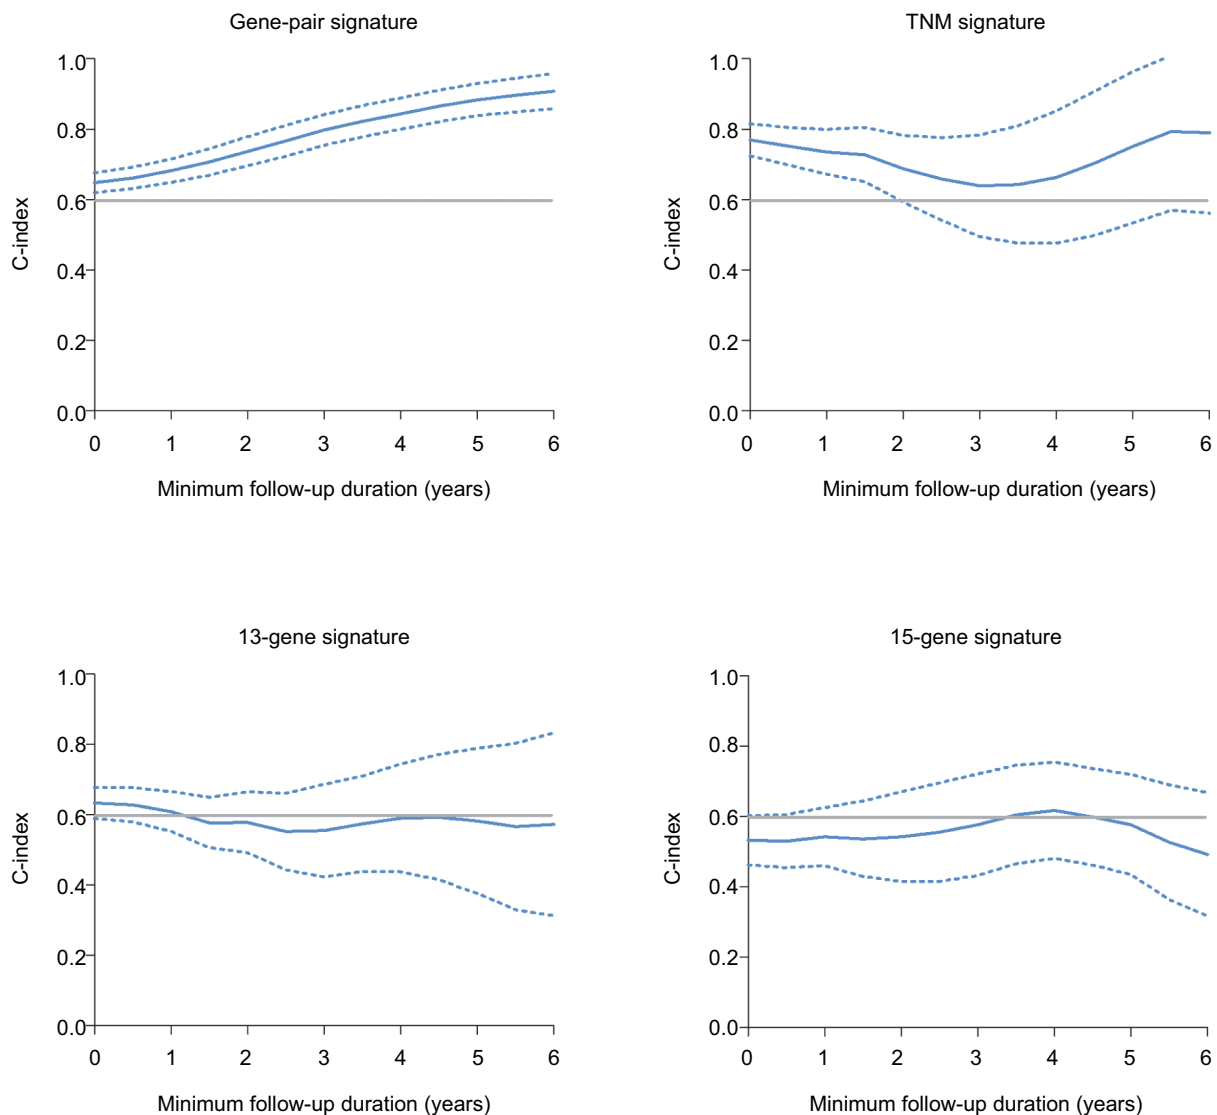 Gene-pair signature
C-index
1.0
0.8
0.6
0.4
0.2
0.0
0 1 2 3 4 5 6
Minimum follow-up duration (years)
TNM signature
C-index
1.0
0.8
0.6
0.4
0.2
0.0
0 1 2 3 4 5 6
Minimum follow-up duration (years)
13-gene signature
C-index
1.0
0.8
0.6
0.4
0.2
0.0
0 1 2 3 4 5 6
Minimum follow-up duration (years)
15-gene signature
C-index
1.0
0.8
0.6
0.4
0.2
0.0
0 1 2 3 4 5 6
Minimum follow-up duration (years)